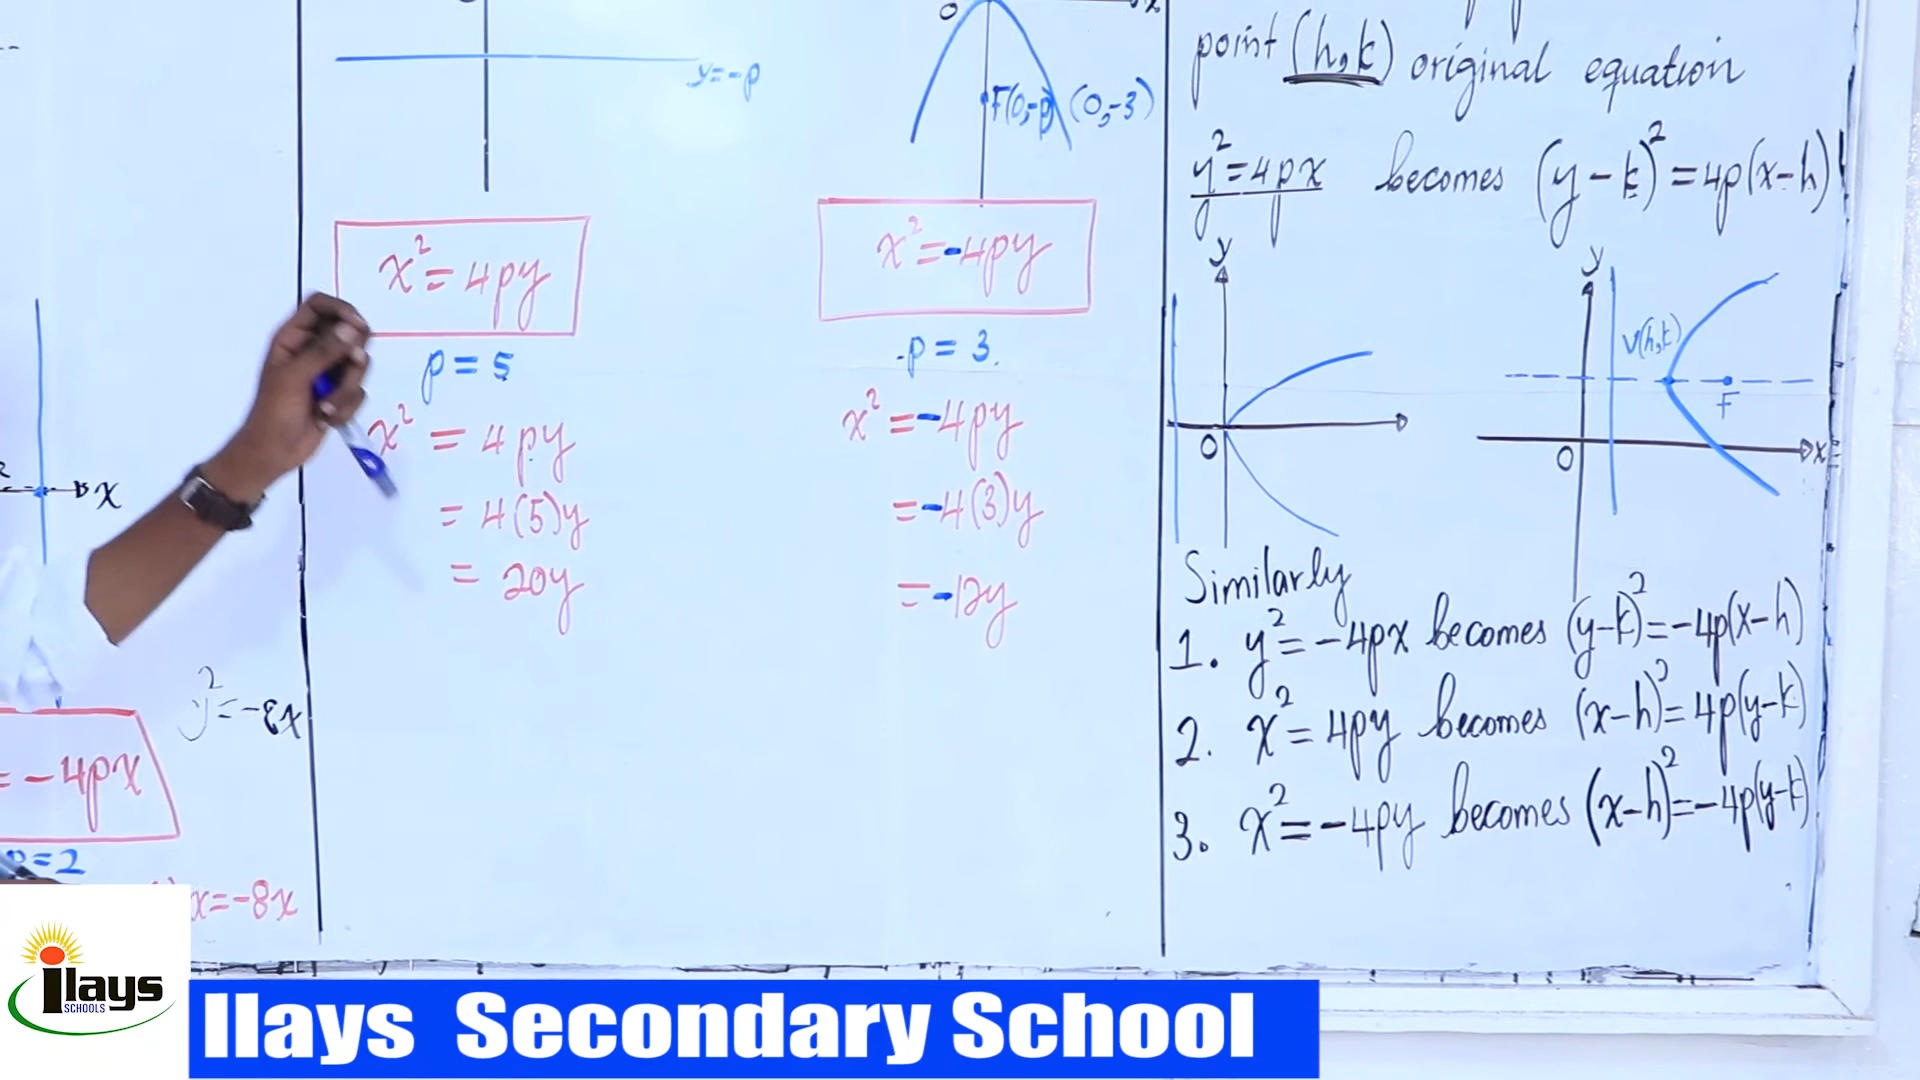 x
y²=-8x
= -4px
p=2
x=-8x
y=-p
x² = 4py
p = 5
x² = 4py
= 4(5)y
= 20y
0
x
F(0,-p) (0,-3)
x² = -4py
p = 3
x² = -4py
= -4(3)y
= -12y
point (h,k) original equation
y²=4px becomes (y-k)²=4p(x-h)
y
0
y
V(h,k)
F
0
x
Similarly
1. y²=-4px becomes (y-k)²=-4p(x-h)
2. x²=4py becomes (x-h)²=4p(y-k)
3. x²=-4py becomes (x-h)²=-4p(y-k)
ilays
SCHOOLS
Ilays Secondary School